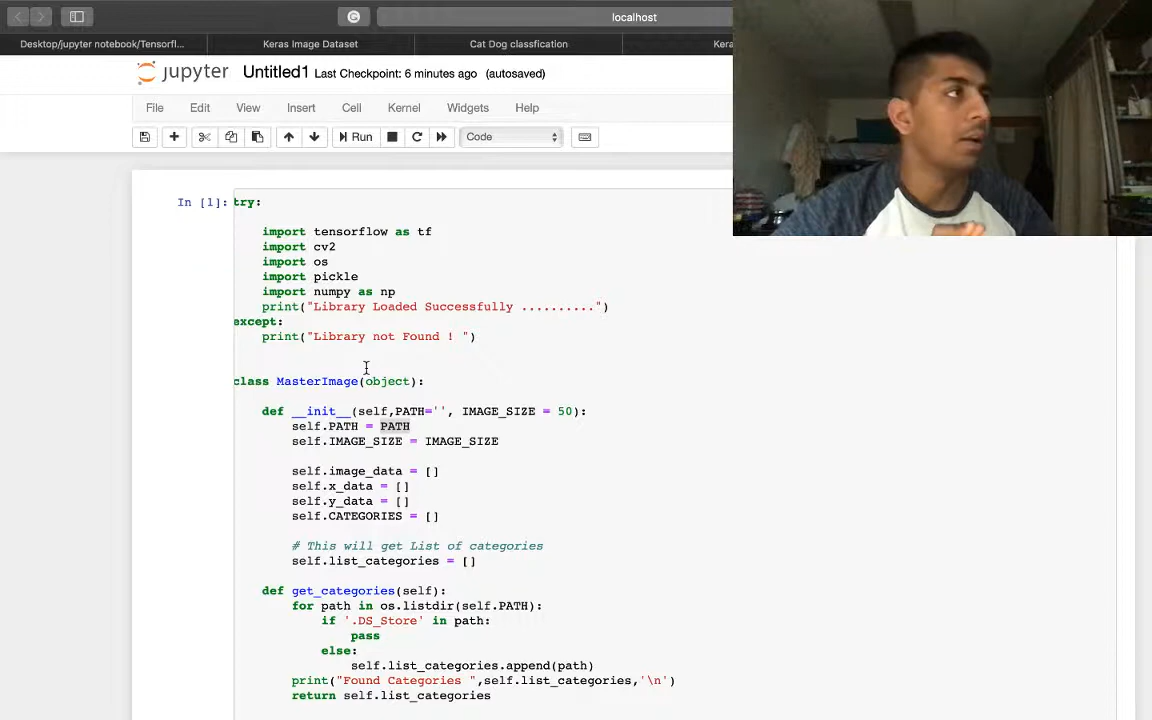 localhost
Desktop/jupyter notebook/Tensorfl... Keras Image Dataset Cat Dog classfication Kera
jupyter Untitled1 Last Checkpoint: 6 minutes ago (autosaved)
File Edit View Insert Cell Kernel Widgets Help
Run Code
In [1]: try:
import tensorflow as tf
import cv2
import os
import pickle
import numpy as np
print("Library Loaded Successfully ..........")
except:
print("Library not Found ! ")
class MasterImage(object):
def __init__(self,PATH='', IMAGE_SIZE = 50):
self.PATH = PATH
self.IMAGE_SIZE = IMAGE_SIZE
self.image_data = []
self.x_data = []
self.y_data = []
self.CATEGORIES = []
# This will get List of categories
self.list_categories = []
def get_categories(self):
for path in os.listdir(self.PATH):
if '.DS_Store' in path:
pass
else:
self.list_categories.append(path)
print("Found Categories ",self.list_categories,'\n')
return self.list_categories